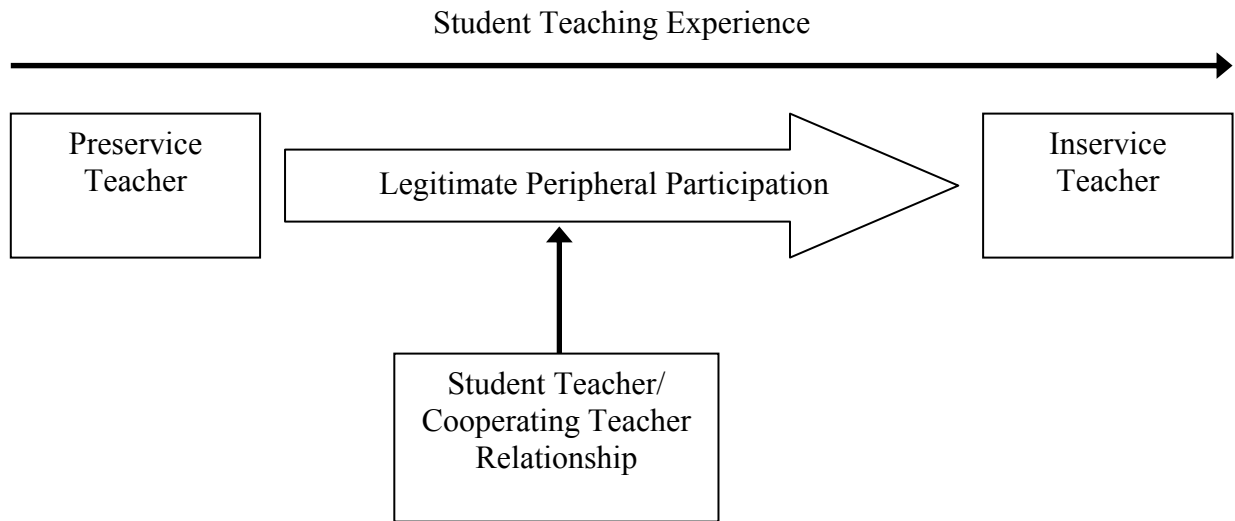 Student Teaching Experience
Preservice
Teacher
Legitimate Peripheral Participation
Inservice
Teacher
Student Teacher/
Cooperating Teacher
Relationship